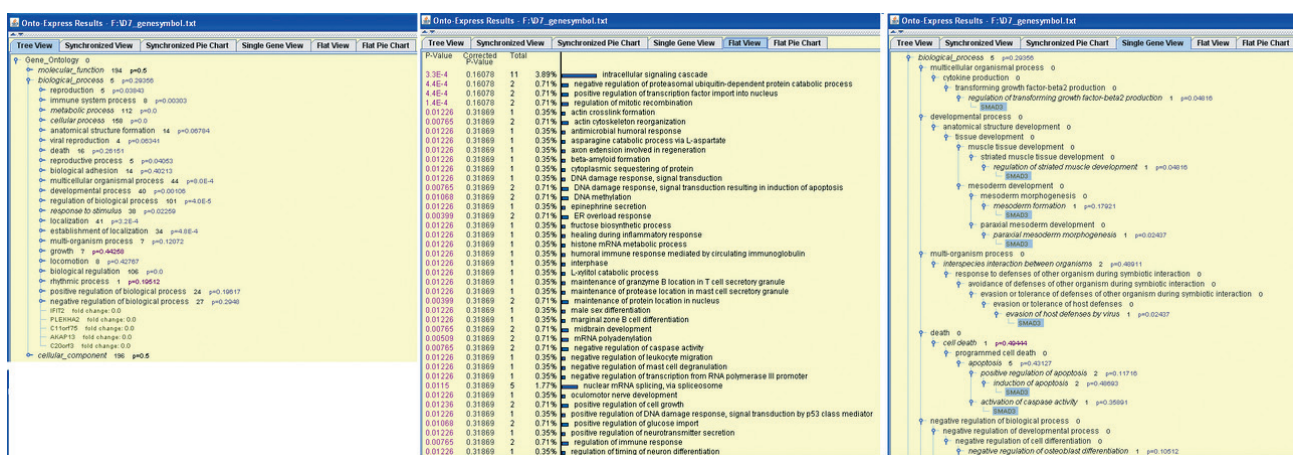 Onto-Express Results - F:\D7_genesymbol.txt
Tree View Synchronized View Synchronized Pie Chart Single Gene View Flat View Flat Pie Chart
Gene_Ontology 0
molecular_function 194 p=0.5
biological_process 5 p=0.29356
reproduction 5 p=0.03843
immune system process 8 p=0.00303
metabolic process 112 p=0.0
cellular process 158 p=0.0
anatomical structure formation 14 p=0.06784
viral reproduction 4 p=0.06341
death 16 p=0.26151
reproductive process 5 p=0.04053
biological adhesion 14 p=0.40213
multicellular organismal process 44 p=8.0E-4
developmental process 40 p=0.00106
regulation of biological process 101 p=4.0E-5
response to stimulus 38 p=0.02259
localization 41 p=3.2E-4
establishment of localization 34 p=4.8E-4
multi-organism process 7 p=0.12072
growth 7 p=0.44258
locomotion 8 p=0.42767
biological regulation 106 p=0.0
rhythmic process 1 p=0.19512
positive regulation of biological process 24 p=0.19617
negative regulation of biological process 27 p=0.2946
IFIT2 fold change: 0.0
PLEKHA2 fold change: 0.0
C11orf75 fold change: 0.0
AKAP13 fold change: 0.0
C20orf3 fold change: 0.0
cellular_component 196 p=0.5
Onto-Express Results - F:\D7_genesymbol.txt
Tree View Synchronized View Synchronized Pie Chart Single Gene View Flat View Flat Pie Chart
P-Value Corrected P-Value Total
3.3E-4 0.16078 11 3.89% intracellular signaling cascade
4.4E-4 0.16078 2 0.71% negative regulation of proteasomal ubiquitin-dependent protein catabolic process
4.4E-4 0.16078 2 0.71% positive regulation of transcription factor import into nucleus
1.4E-4 0.16078 2 0.71% regulation of mitotic recombination
0.01226 0.31869 1 0.35% actin crosslink formation
0.00765 0.31869 2 0.71% actin cytoskeleton reorganization
0.01226 0.31869 1 0.35% antimicrobial humoral response
0.01226 0.31869 1 0.35% asparagine catabolic process via L-aspartate
0.01226 0.31869 1 0.35% axon extension involved in regeneration
0.01226 0.31869 1 0.35% beta-amyloid formation
0.01226 0.31869 1 0.35% cytoplasmic sequestering of protein
0.01226 0.31869 1 0.35% DNA damage response, signal transduction
0.00765 0.31869 2 0.71% DNA damage response, signal transduction resulting in induction of apoptosis
0.01068 0.31869 2 0.71% DNA methylation
0.01226 0.31869 1 0.35% epinephrine secretion
0.00399 0.31869 2 0.71% ER overload response
0.01226 0.31869 1 0.35% fructose biosynthetic process
0.01226 0.31869 1 0.35% healing during inflammatory response
0.01226 0.31869 1 0.35% histone mRNA metabolic process
0.01226 0.31869 1 0.35% humoral immune response mediated by circulating immunoglobulin
0.01226 0.31869 1 0.35% interphase
0.01226 0.31869 1 0.35% L-xylitol catabolic process
0.01226 0.31869 1 0.35% maintenance of granzyme B location in T cell secretory granule
0.01226 0.31869 1 0.35% maintenance of protease location in mast cell secretory granule
0.00399 0.31869 2 0.71% maintenance of protein location in nucleus
0.01226 0.31869 1 0.35% male sex differentiation
0.01226 0.31869 1 0.35% marginal zone B cell differentiation
0.00765 0.31869 2 0.71% midbrain development
0.00509 0.31869 2 0.71% mRNA polyadenylation
0.00765 0.31869 2 0.71% negative regulation of caspase activity
0.01226 0.31869 1 0.35% negative regulation of leukocyte migration
0.01226 0.31869 1 0.35% negative regulation of mast cell degranulation
0.01226 0.31869 1 0.35% negative regulation of transcription from RNA polymerase III promoter
0.0115 0.31869 5 1.77% nuclear mRNA splicing, via spliceosome
0.01226 0.31869 1 0.35% oculomotor nerve development
0.01236 0.31869 2 0.71% positive regulation of cell growth
0.01226 0.31869 1 0.35% positive regulation of DNA damage response, signal transduction by p53 class mediator
0.01068 0.31869 2 0.71% positive regulation of glucose import
0.01226 0.31869 1 0.35% positive regulation of neurotransmitter secretion
0.00765 0.31869 2 0.71% regulation of immune response
0.01226 0.31869 1 0.35% regulation of timing of neuron differentiation
Onto-Express Results - F:\D7_genesymbol.txt
Tree View Synchronized View Synchronized Pie Chart Single Gene View Flat View Flat Pie Chart
biological_process 5 p=0.29356
multicellular organismal process 0
cytokine production 0
transforming growth factor-beta2 production 0
regulation of transforming growth factor-beta2 production 1 p=0.04816
SMAD3
developmental process 0
anatomical structure development 0
tissue development 0
muscle tissue development 0
striated muscle tissue development 0
regulation of striated muscle development 1 p=0.04816
SMAD3
mesoderm development 0
mesoderm morphogenesis 0
mesoderm formation 1 p=0.17921
SMAD3
paraxial mesoderm development 0
paraxial mesoderm morphogenesis 1 p=0.02437
SMAD3
multi-organism process 0
interspecies interaction between organisms 2 p=0.40911
response to defenses of other organism during symbiotic interaction 0
avoidance of defenses of other organism during symbiotic interaction 0
evasion or tolerance of defenses of other organism during symbiotic interaction 0
evasion or tolerance of host defenses 0
evasion of host defenses by virus 1 p=0.02437
SMAD3
death 0
cell death 1 p=0.49444
programmed cell death 0
apoptosis 5 p=0.43127
positive regulation of apoptosis 2 p=0.11716
induction of apoptosis 2 p=0.48693
SMAD3
activation of caspase activity 1 p=0.35891
SMAD3
negative regulation of biological process 0
negative regulation of developmental process 0
negative regulation of cell differentiation 0
negative regulation of osteoblast differentiation 1 p=0.10512